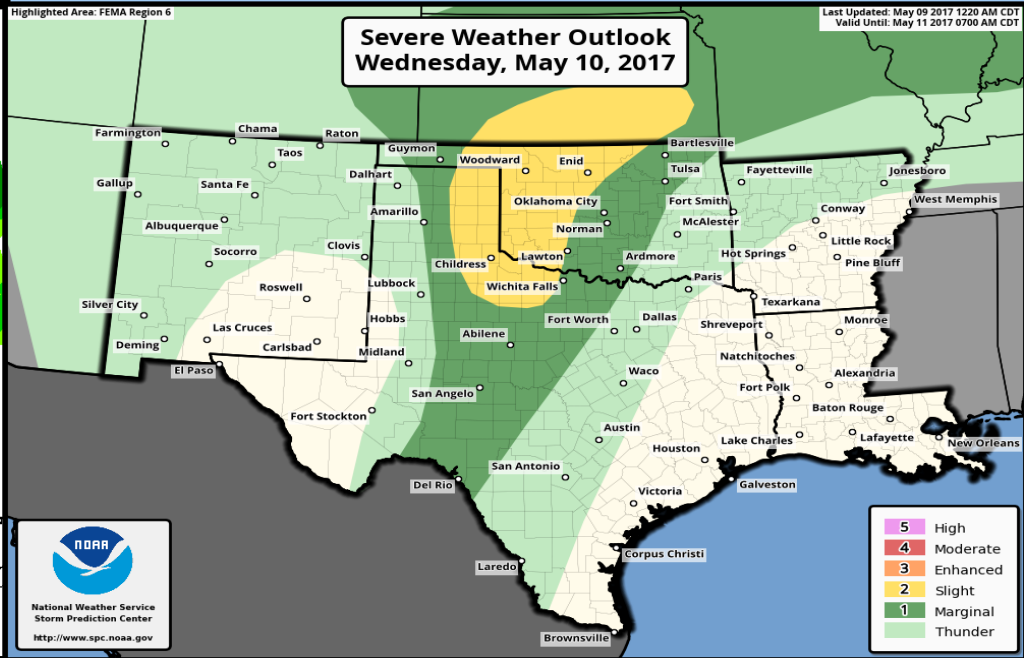 Highlighted Area: FEMA Region 6
Last Updated: May 09 2017 1220 AM CDT
Valid Until: May 11 2017 0700 AM CDT
Severe Weather Outlook
Wednesday, May 10, 2017
Farmington
Chama
Raton
Taos
Guymon
Woodward
Enid
Bartlesville
Tulsa
Fayetteville
Jonesboro
Gallup
Santa Fe
Dalhart
Amarillo
Oklahoma City
Fort Smith
West Memphis
Albuquerque
Norman
McAlester
Conway
Socorro
Clovis
Childress
Lawton
Ardmore
Hot Springs
Little Rock
Pine Bluff
Roswell
Lubbock
Wichita Falls
Paris
Texarkana
Silver City
Las Cruces
Hobbs
Abilene
Fort Worth
Dallas
Shreveport
Monroe
Deming
Carlsbad
Midland
Natchitoches
El Paso
San Angelo
Waco
Fort Polk
Alexandria
Fort Stockton
Baton Rouge
Austin
Houston
Lake Charles
Lafayette
New Orleans
Del Rio
San Antonio
Galveston
Victoria
Laredo
Corpus Christi
Brownsville
NOAA
National Weather Service
Storm Prediction Center
http://www.spc.noaa.gov
5 High
4 Moderate
3 Enhanced
2 Slight
1 Marginal
Thunder